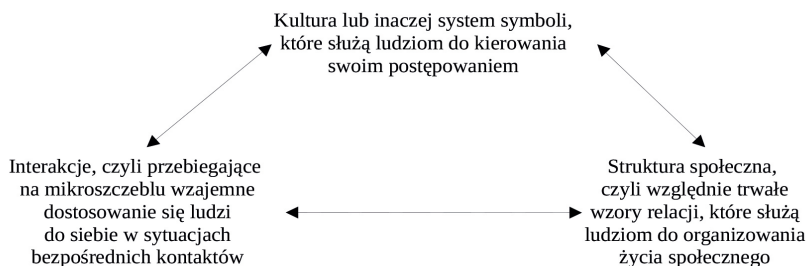 Kultura lub inaczej system symboli,
które służą ludziom do kierowania
swoim postępowaniem
Interakcje, czyli przebiegające
na mikroszczeblu wzajemne
dostosowanie się ludzi
do siebie w sytuacjach
bezpośrednich kontaktów
Struktura społeczna,
czyli względnie trwałe
wzory relacji, które służą
ludziom do organizowania
życia społecznego